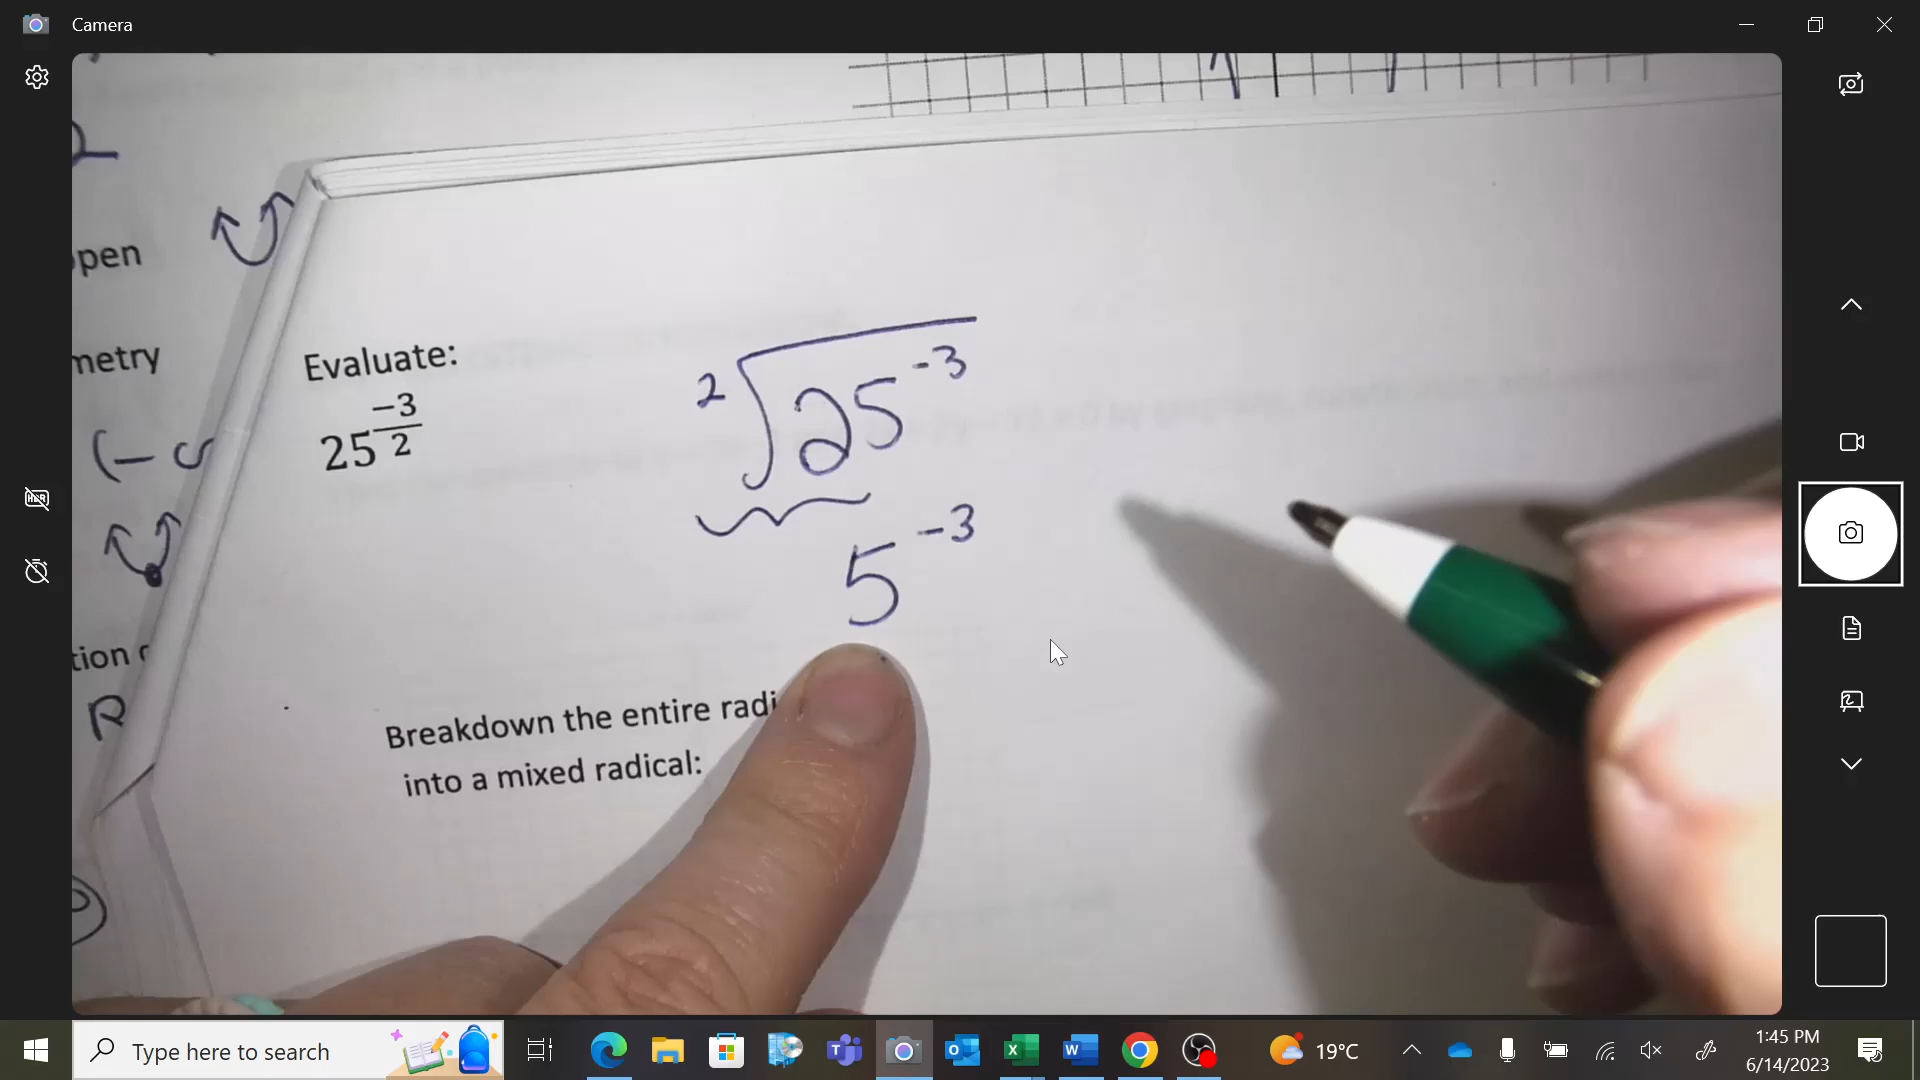 Camera
pen
metry
Evaluate:
25^{-3/2}
²√25⁻³
5⁻³
tion
R
Breakdown the entire radi
into a mixed radical:
Type here to search
19°C
1:45 PM
6/14/2023